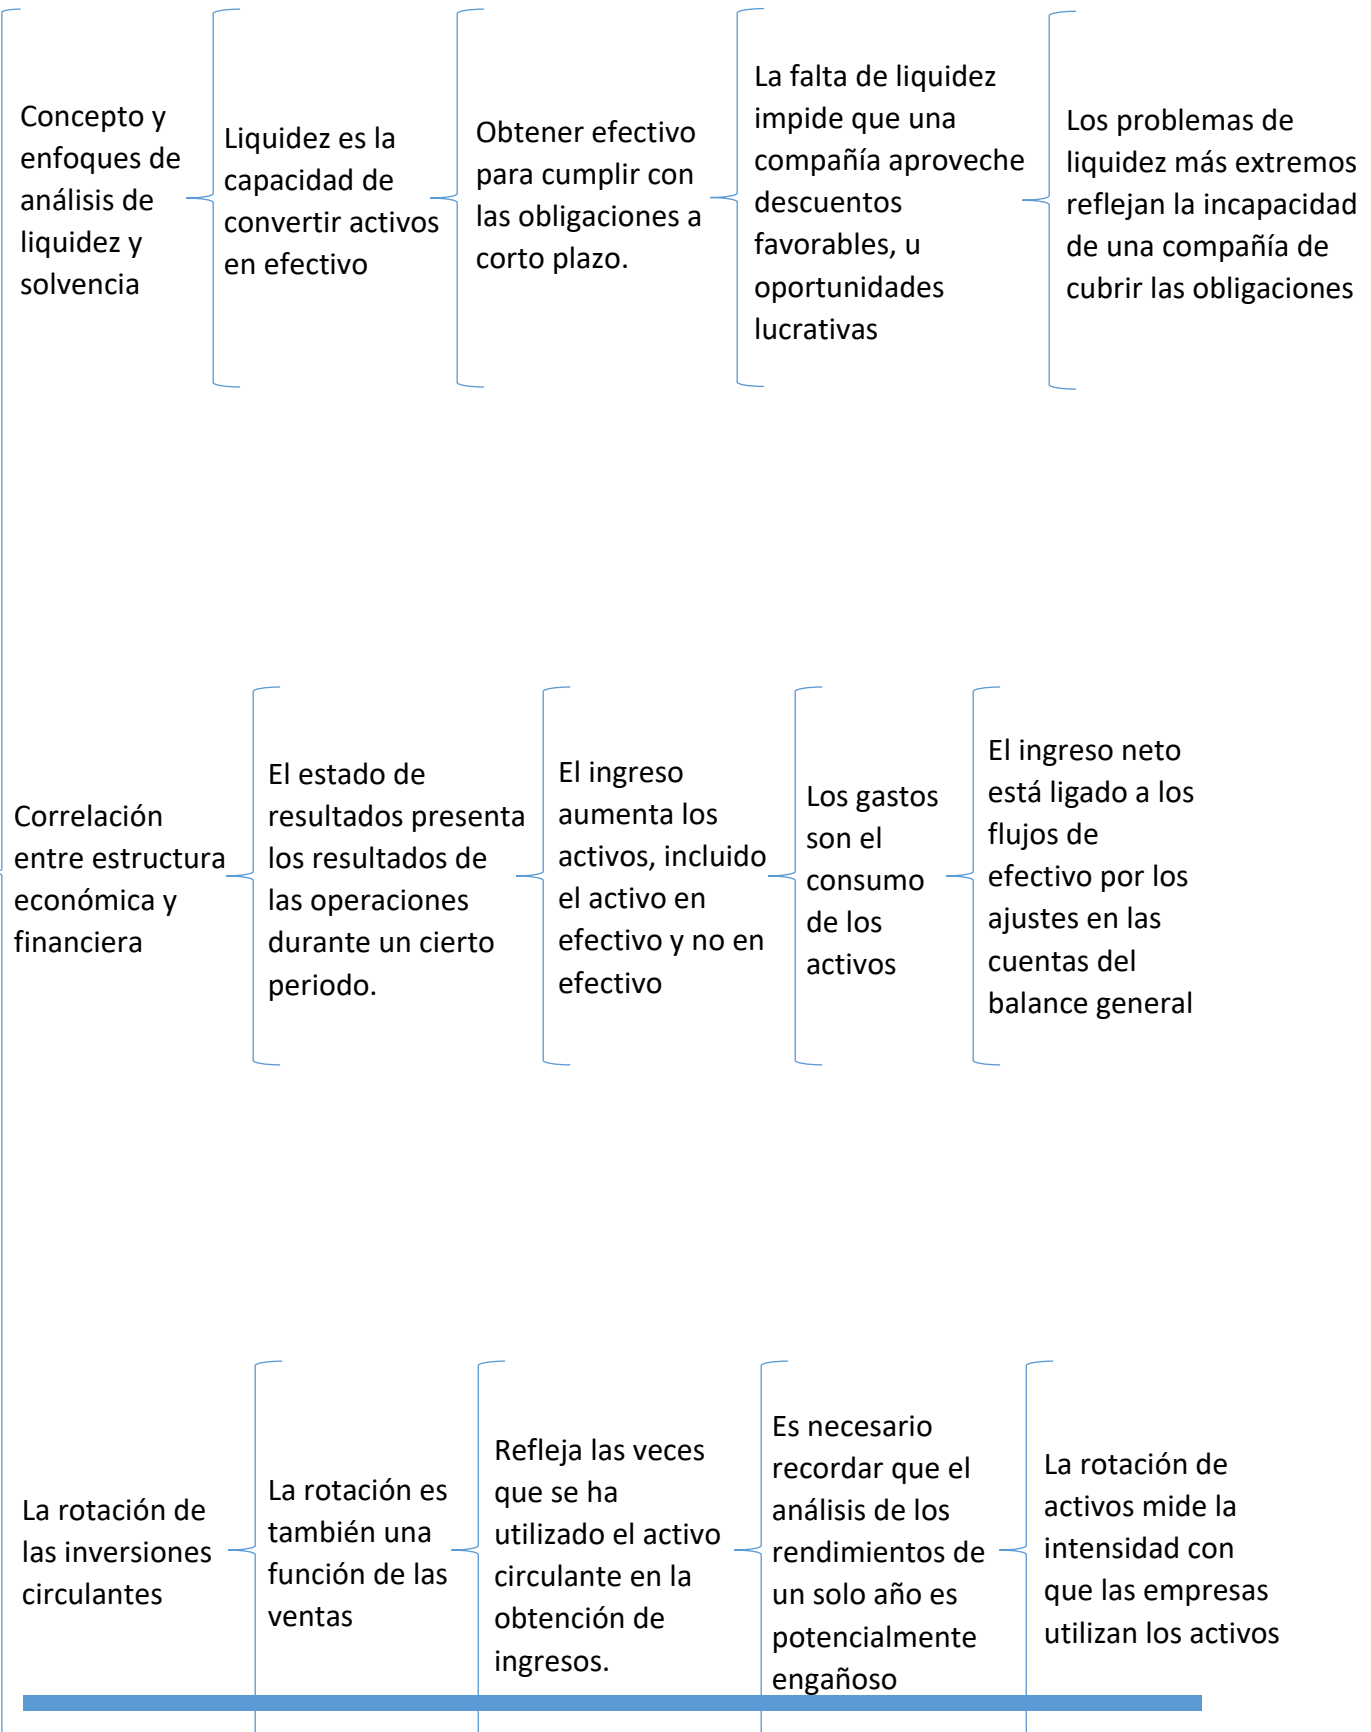 Concepto y
enfoques de
análisis de
liquidez y
solvencia
Liquidez es la
capacidad de
convertir activos
en efectivo
Obtener efectivo
para cumplir con
las obligaciones a
corto plazo.
La falta de liquidez
impide que una
compañía aproveche
descuentos
favorables, u
oportunidades
lucrativas
Los problemas de
liquidez más extremos
reflejan la incapacidad
de una compañía de
cubrir las obligaciones
Correlación
entre estructura
económica y
financiera
El estado de
resultados presenta
los resultados de
las operaciones
durante un cierto
periodo.
El ingreso
aumenta los
activos, incluido
el activo en
efectivo y no en
efectivo
Los gastos
son el
consumo
de los
activos
El ingreso neto
está ligado a los
flujos de
efectivo por los
ajustes en las
cuentas del
balance general
La rotación de
las inversiones
circulantes
La rotación es
también una
función de las
ventas
Refleja las veces
que se ha
utilizado el activo
circulante en la
obtención de
ingresos.
Es necesario
recordar que el
análisis de los
rendimientos de
un solo año es
potencialmente
engañoso
La rotación de
activos mide la
intensidad con
que las empresas
utilizan los activos